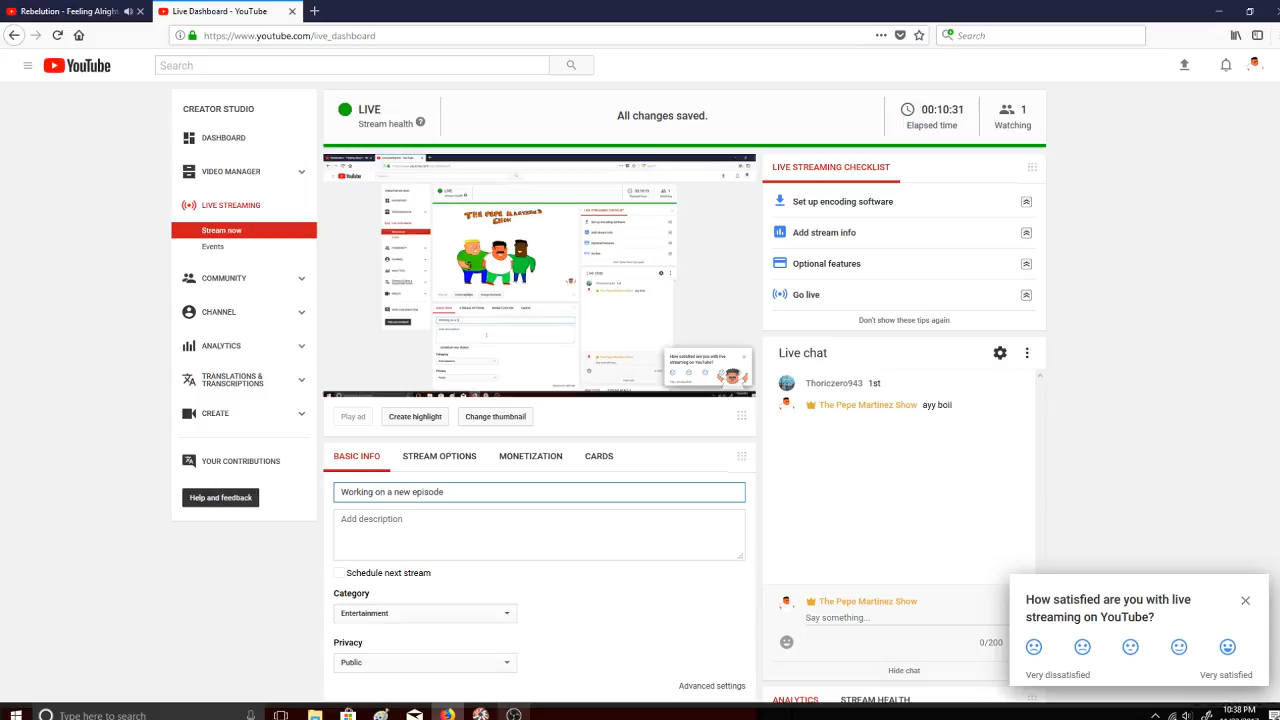 Rebelution - Feeling Alright
Live Dashboard - YouTube
https://www.youtube.com/live_dashboard
Search
YouTube
Search
CREATOR STUDIO
DASHBOARD
VIDEO MANAGER
LIVE STREAMING
Stream now
Events
COMMUNITY
CHANNEL
ANALYTICS
TRANSLATIONS &
TRANSCRIPTIONS
CREATE
YOUR CONTRIBUTIONS
Help and feedback
LIVE
Stream health
All changes saved.
00:10:31
Elapsed time
1
Watching
THE PEPE MARTINEZ
SHOW
Play ad
Create highlight
Change thumbnail
BASIC INFO
STREAM OPTIONS
MONETIZATION
CARDS
Working on a new episode
Add description
Schedule next stream
Category
Entertainment
Privacy
Public
Advanced settings
LIVE STREAMING CHECKLIST
Set up encoding software
Add stream info
Optional features
Go live
Don't show these tips again
Live chat
Thoriczero943 1st
The Pepe Martinez Show ayy boii
The Pepe Martinez Show
Say something...
0/200
Hide chat
ANALYTICS
STREAM HEALTH
How satisfied are you with live
streaming on YouTube?
Very dissatisfied
Very satisfied
Type here to search
10:38 PM